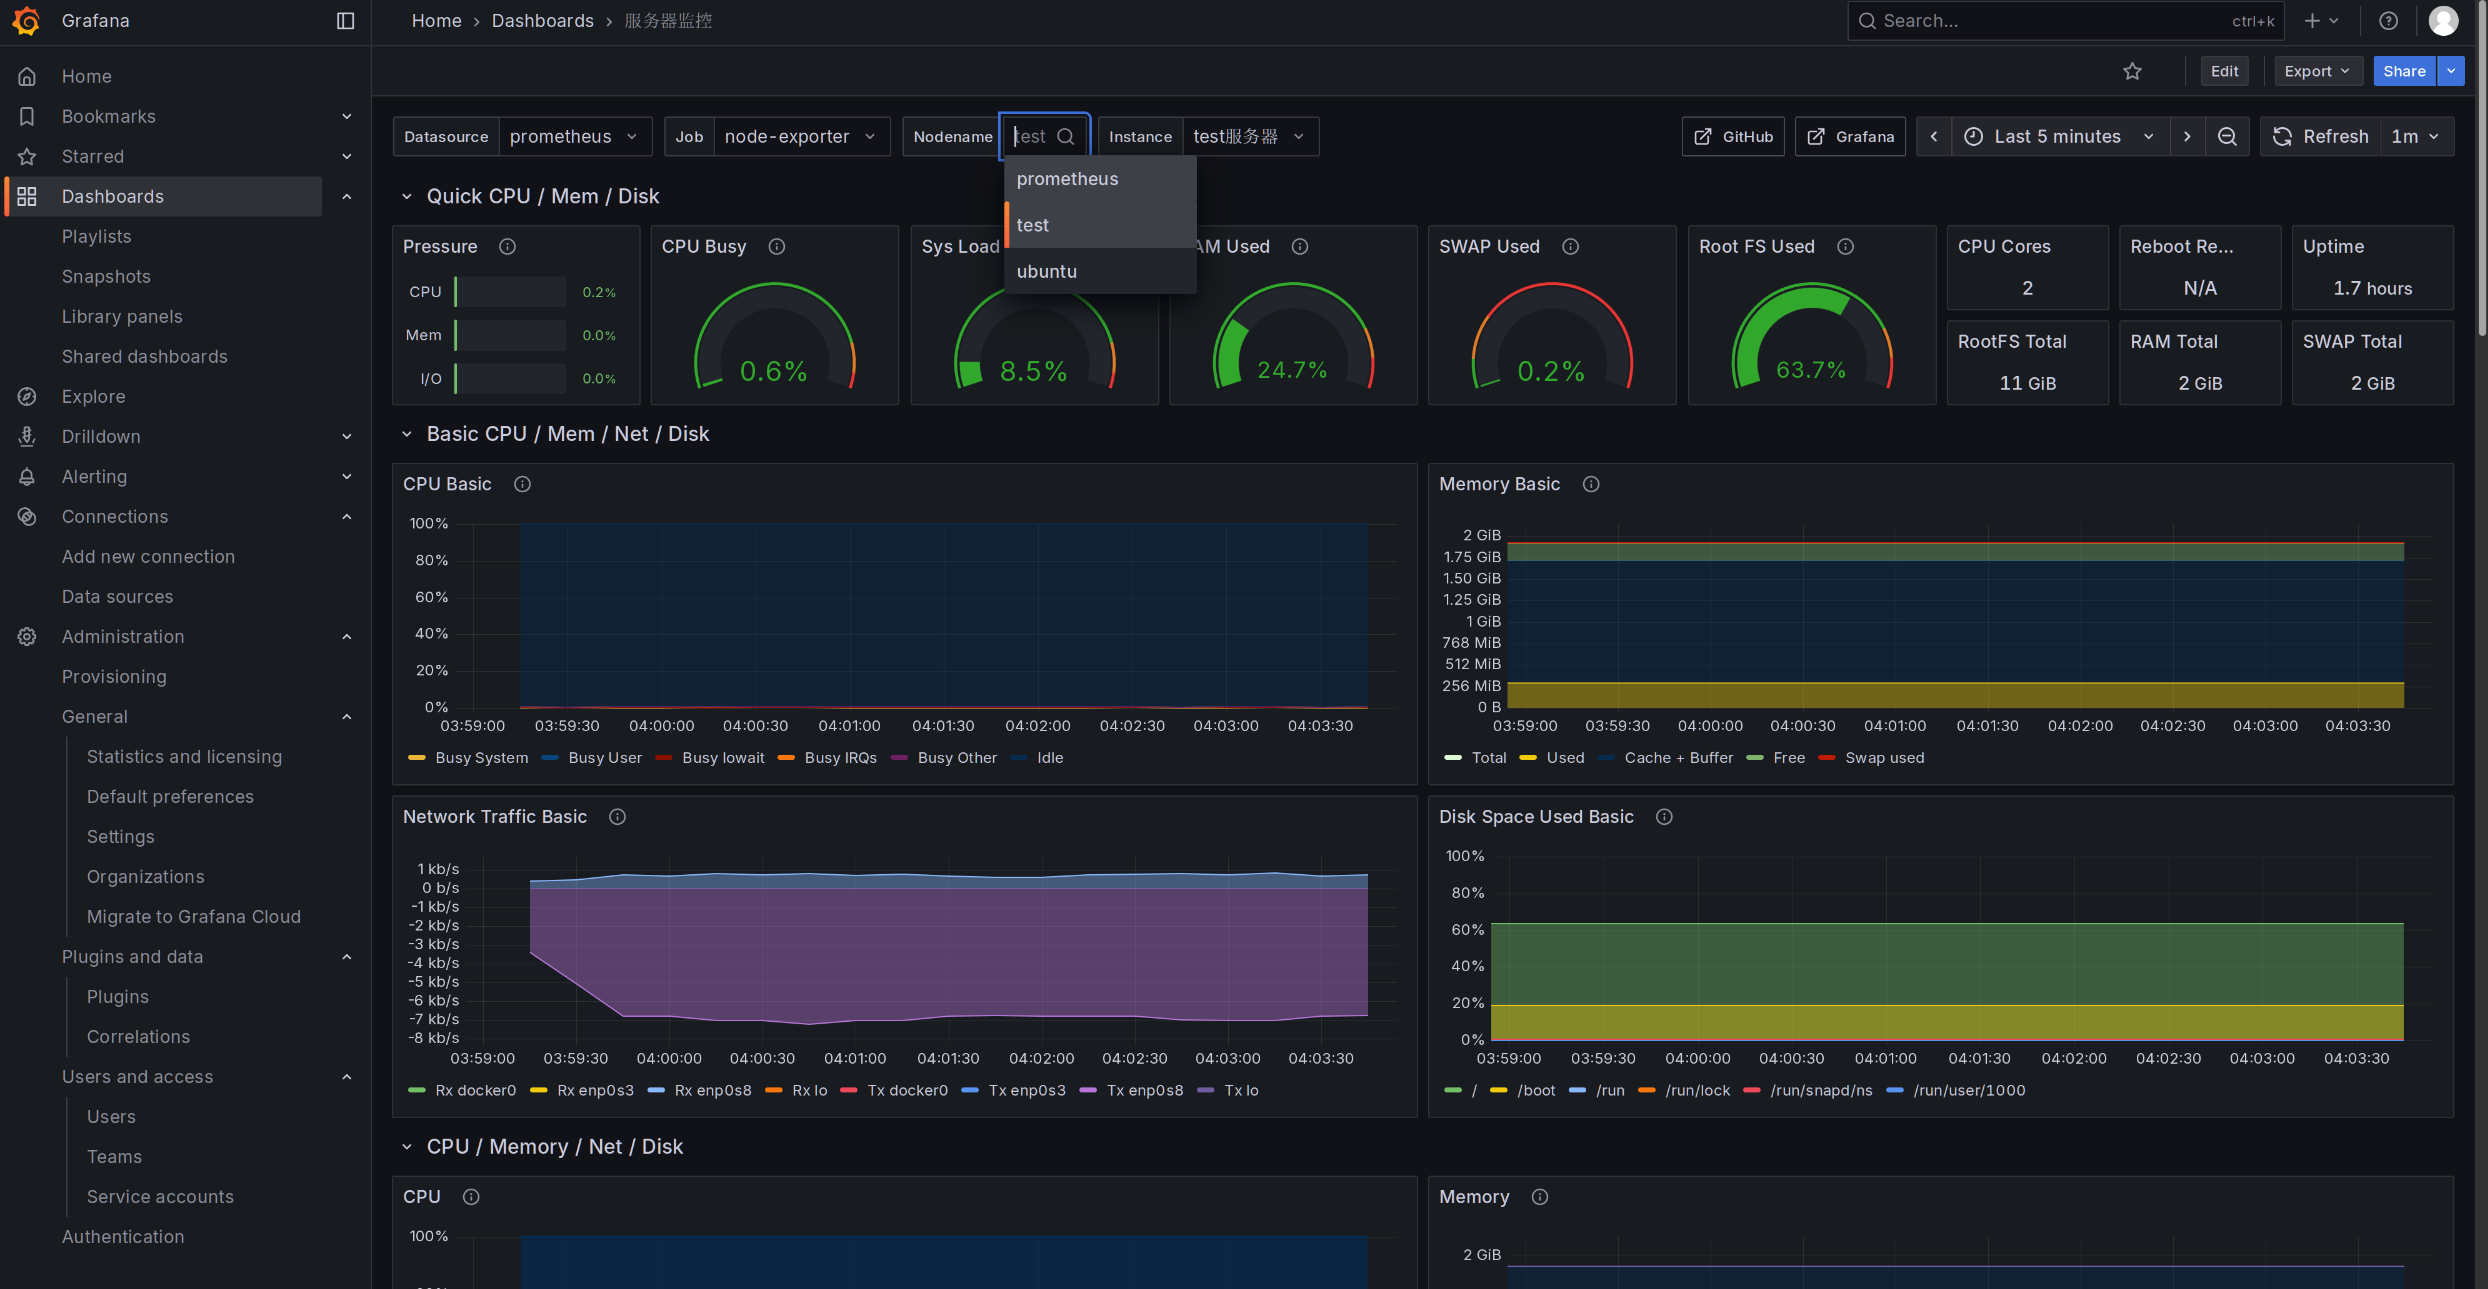 Grafana
Home
Bookmarks
Starred
Dashboards
Playlists
Snapshots
Library panels
Shared dashboards
Explore
Drilldown
Alerting
Connections
Add new connection
Data sources
Administration
Provisioning
General
Statistics and licensing
Default preferences
Settings
Organizations
Migrate to Grafana Cloud
Plugins and data
Plugins
Correlations
Users and access
Users
Teams
Service accounts
Authentication
Home › Dashboards › 服务器监控
Search... ctrl+k
Edit Export Share
Datasource prometheus Job node-exporter Nodename test Instance test服务器 GitHub Grafana Last 5 minutes Refresh 1m
prometheus
test
ubuntu
Quick CPU / Mem / Disk
Pressure
CPU 0.2%
Mem 0.0%
I/O 0.0%
CPU Busy
0.6%
Sys Load
8.5%
AM Used
24.7%
SWAP Used
0.2%
Root FS Used
63.7%
CPU Cores
2
Reboot Re...
N/A
Uptime
1.7 hours
RootFS Total
11 GiB
RAM Total
2 GiB
SWAP Total
2 GiB
Basic CPU / Mem / Net / Disk
CPU Basic
100%
80%
60%
40%
20%
0%
03:59:00 03:59:30 04:00:00 04:00:30 04:01:00 04:01:30 04:02:00 04:02:30 04:03:00 04:03:30
Busy System Busy User Busy Iowait Busy IRQs Busy Other Idle
Memory Basic
2 GiB
1.75 GiB
1.50 GiB
1.25 GiB
1 GiB
768 MiB
512 MiB
256 MiB
0 B
03:59:00 03:59:30 04:00:00 04:00:30 04:01:00 04:01:30 04:02:00 04:02:30 04:03:00 04:03:30
Total Used Cache + Buffer Free Swap used
Network Traffic Basic
1 kb/s
0 b/s
-1 kb/s
-2 kb/s
-3 kb/s
-4 kb/s
-5 kb/s
-6 kb/s
-7 kb/s
-8 kb/s
03:59:00 03:59:30 04:00:00 04:00:30 04:01:00 04:01:30 04:02:00 04:02:30 04:03:00 04:03:30
Rx docker0 Rx enp0s3 Rx enp0s8 Rx lo Tx docker0 Tx enp0s3 Tx enp0s8 Tx lo
Disk Space Used Basic
100%
80%
60%
40%
20%
0%
03:59:00 03:59:30 04:00:00 04:00:30 04:01:00 04:01:30 04:02:00 04:02:30 04:03:00 04:03:30
/ /boot /run /run/lock /run/snapd/ns /run/user/1000
CPU / Memory / Net / Disk
CPU
100%
Memory
2 GiB